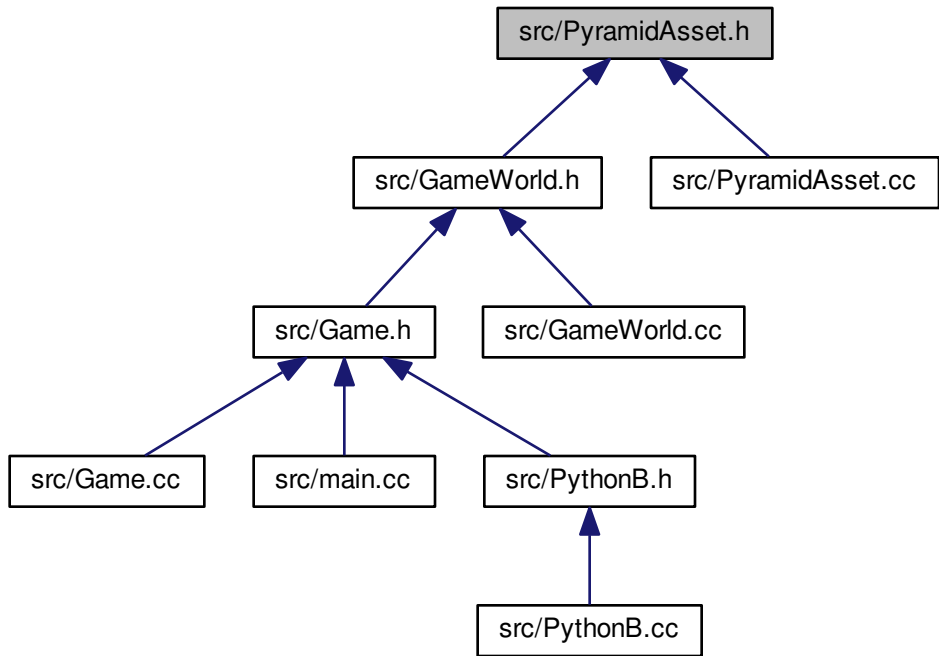 src/PyramidAsset.h
src/GameWorld.h
src/PyramidAsset.cc
src/Game.h
src/GameWorld.cc
src/Game.cc
src/main.cc
src/PythonB.h
src/PythonB.cc